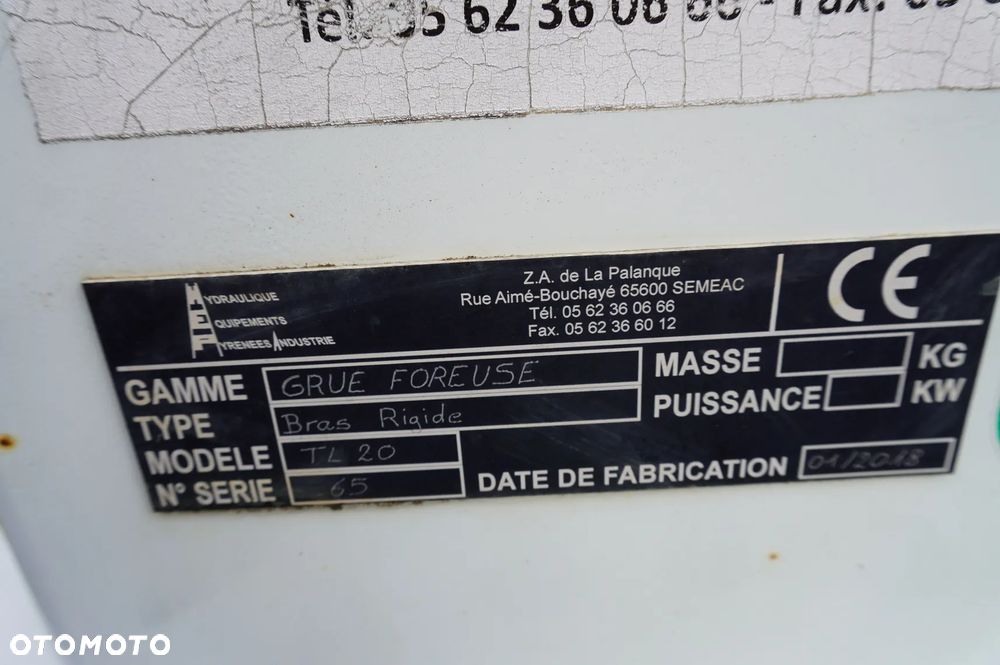 Tél. 05 62 36 06 66 - Fax. 05
HYDRAULIQUE
EQUIPEMENTS
PYRENEES INDUSTRIE
Z.A. de La Palanque
Rue Aimé-Bouchayé 65600 SEMEAC
Tél. 05 62 36 06 66
Fax. 05 62 36 60 12
CE
GAMME GRUE FOREUSE
MASSE KG
TYPE Bras Rigide
PUISSANCE KW
MODELE TL 20
N° SERIE 65
DATE DE FABRICATION 01/2018
OTOMOTO